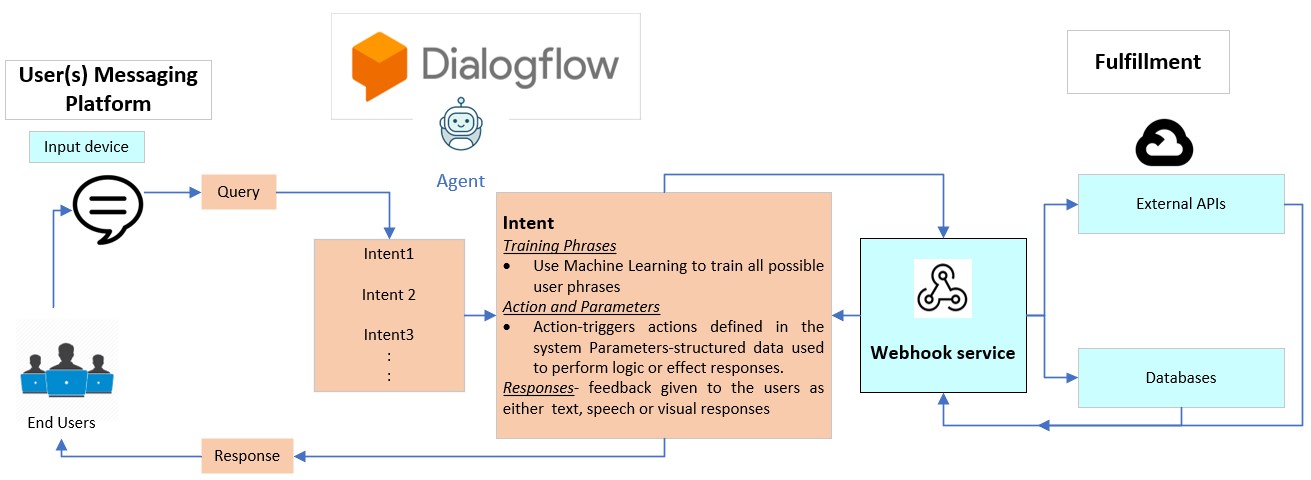 User(s) Messaging
Platform
Input device
Query
End Users
Response
Dialogflow
Agent
Intent1
Intent 2
Intent3
:
:
Intent
Training Phrases
• Use Machine Learning to train all possible
user phrases
Action and Parameters
• Action-triggers actions defined in the
system Parameters-structured data used
to perform logic or effect responses.
Responses- feedback given to the users as
either text, speech or visual responses
Webhook service
Fulfillment
External APIs
Databases